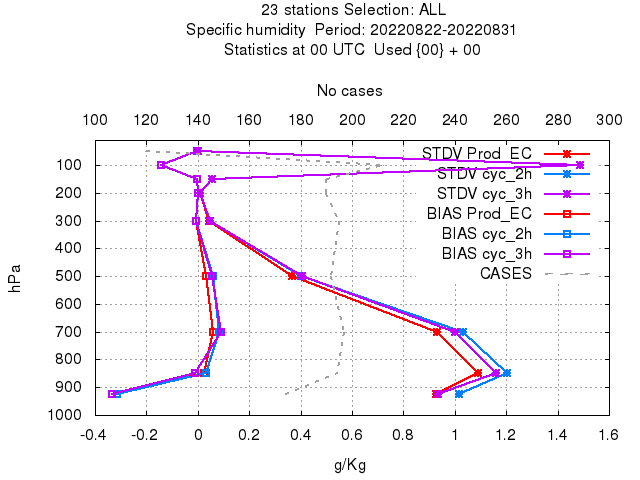 23 stations Selection: ALL
Specific humidity  Period: 20220822-20220831
Statistics at 00 UTC  Used {00} + 00
No cases
100 120 140 160 180 200 220 240 260 280 300
STDV Prod_EC
STDV cyc_2h
STDV cyc_3h
BIAS Prod_EC
BIAS cyc_2h
BIAS cyc_3h
CASES
hPa
100
200
300
400
500
600
700
800
900
1000
-0.4 -0.2 0 0.2 0.4 0.6 0.8 1 1.2 1.4 1.6
g/Kg